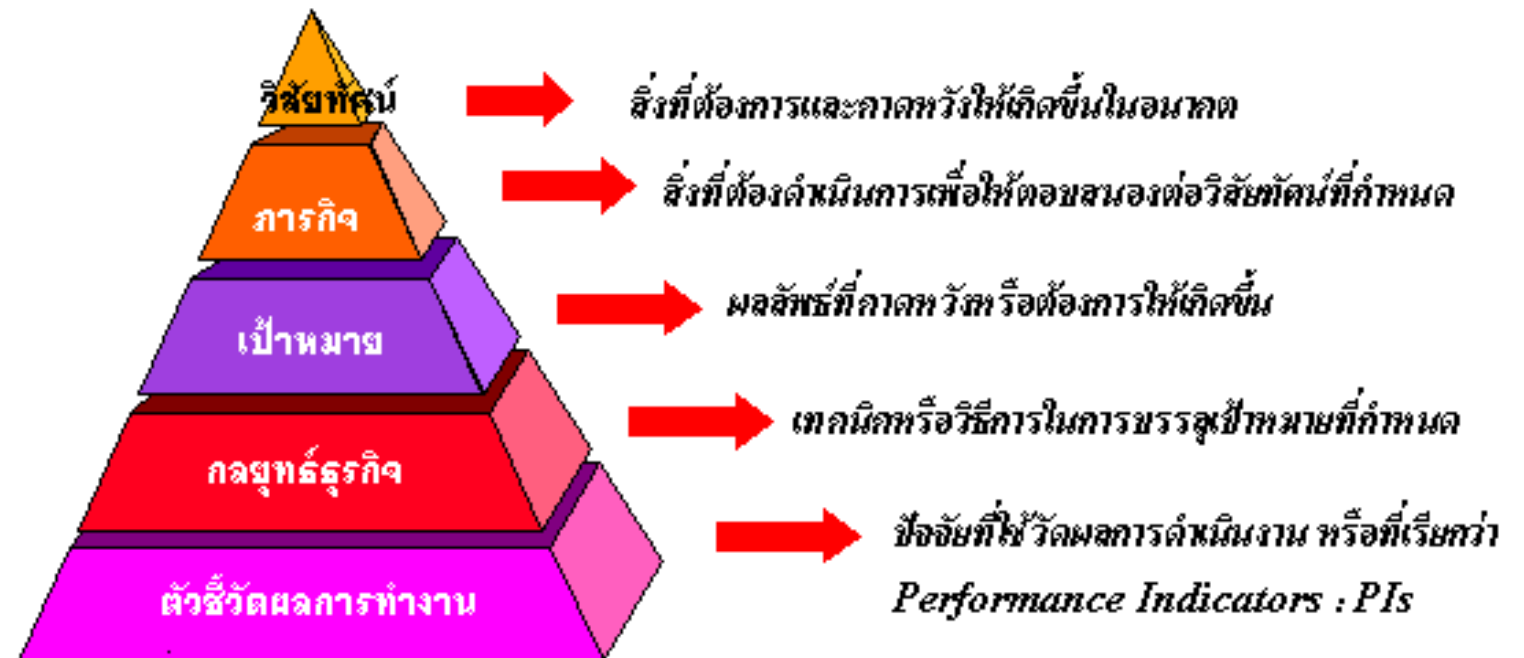 วิสัยทัศน์
สิ่งที่ต้องการและคาดหวังให้เกิดขึ้นในอนาคต
ภารกิจ
สิ่งที่ต้องดำเนินการเพื่อให้ตอบสนองต่อวิสัยทัศน์ที่กำหนด
เป้าหมาย
ผลลัพธ์ที่คาดหวังหรือต้องการให้เกิดขึ้น
กลยุทธ์ธุรกิจ
เทคนิคหรือวิธีการในการบรรลุเป้าหมายที่กำหนด
ตัวชี้วัดผลการทำงาน
ปัจจัยที่ใช้วัดผลการดำเนินงาน หรือที่เรียกว่า
Performance Indicators : PIs